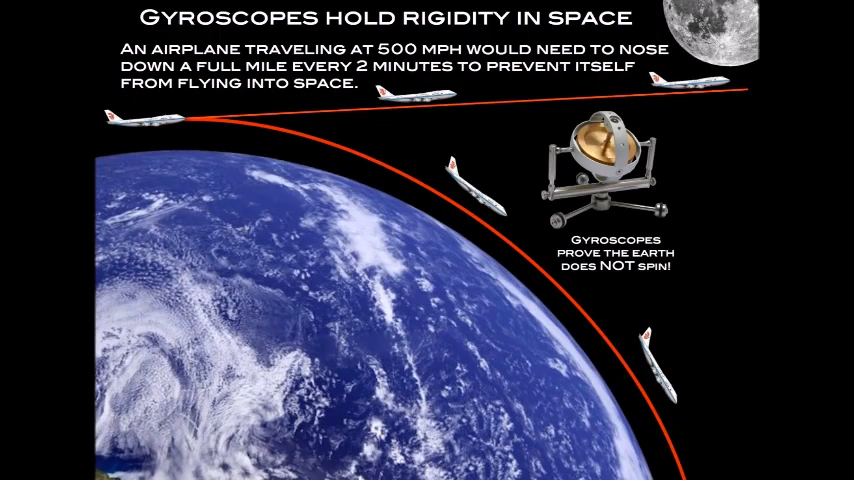 Gyroscopes hold rigidity in space
An airplane traveling at 500 mph would need to nose
down a full mile every 2 minutes to prevent itself
from flying into space.
Gyroscopes
prove the earth
does NOT spin!